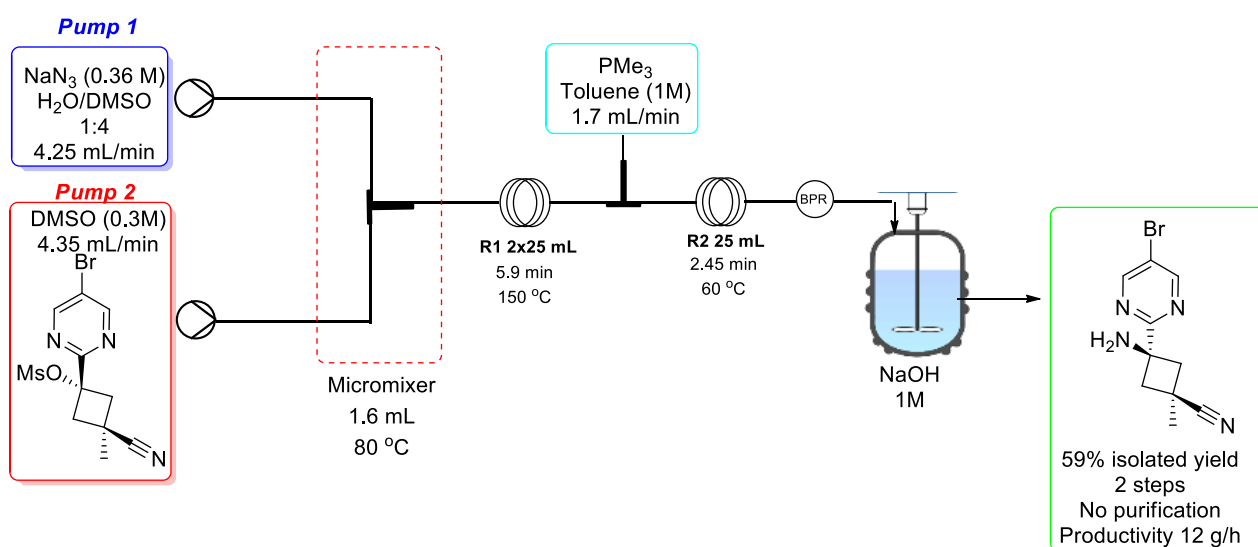 Pump 1
NaN₃ (0.36 M)
H₂O/DMSO
1:4
4.25 mL/min
Pump 2
DMSO (0.3M)
4.35 mL/min
Br
N
N
MsO
N
Micromixer
1.6 mL
80 °C
R1 2x25 mL
5.9 min
150 °C
PMe₃
Toluene (1M)
1.7 mL/min
R2 25 mL
2.45 min
60 °C
BPR
NaOH
1M
Br
N
N
H₂N
N
59% isolated yield
2 steps
No purification
Productivity 12 g/h